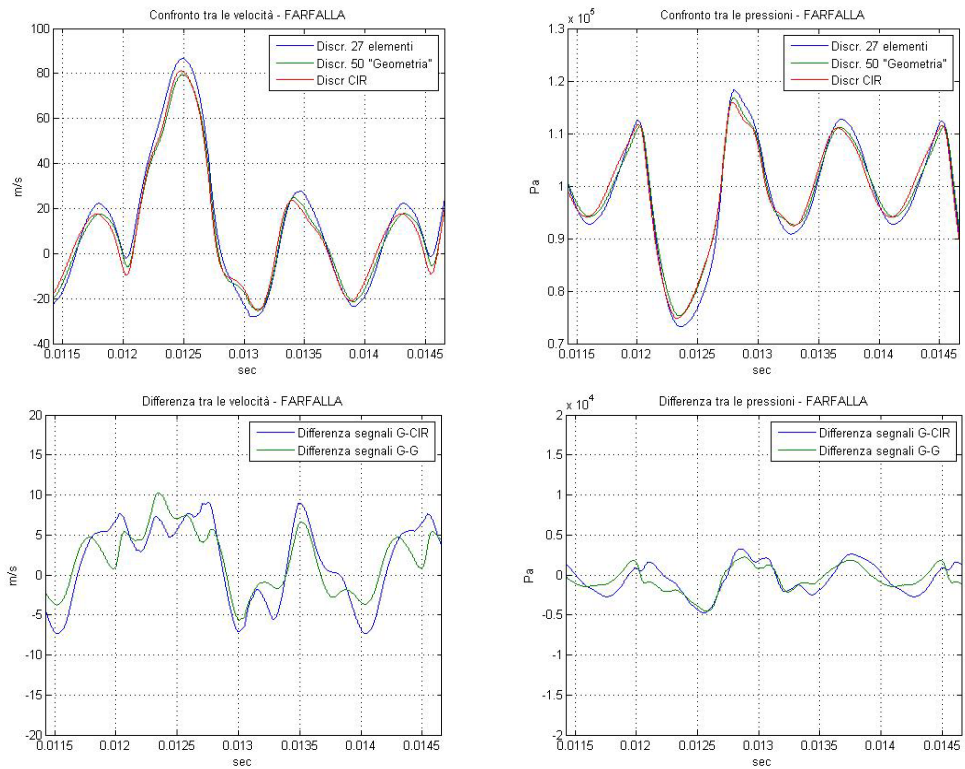 Confronto tra le velocità - FARFALLA
100
80
60
40
20
0
-20
-40
m/s
Discr. 27 elementi
Discr. 50 "Geometria"
Discr CIR
0.0115 0.012 0.0125 0.013 0.0135 0.014 0.0145
sec
Confronto tra le pressioni - FARFALLA
x 10^5
1.3
1.2
1.1
1
0.9
0.8
0.7
Pa
Discr. 27 elementi
Discr. 50 "Geometria"
Discr CIR
0.0115 0.012 0.0125 0.013 0.0135 0.014 0.0145
sec
Differenza tra le velocità - FARFALLA
20
15
10
5
0
-5
-10
-15
-20
m/s
Differenza segnali G-CIR
Differenza segnali G-G
0.0115 0.012 0.0125 0.013 0.0135 0.014 0.0145
sec
Differenza tra le pressioni - FARFALLA
x 10^4
2
1.5
1
0.5
0
-0.5
-1
-1.5
-2
Pa
Differenza segnali G-CIR
Differenza segnali G-G
0.0115 0.012 0.0125 0.013 0.0135 0.014 0.0145
sec